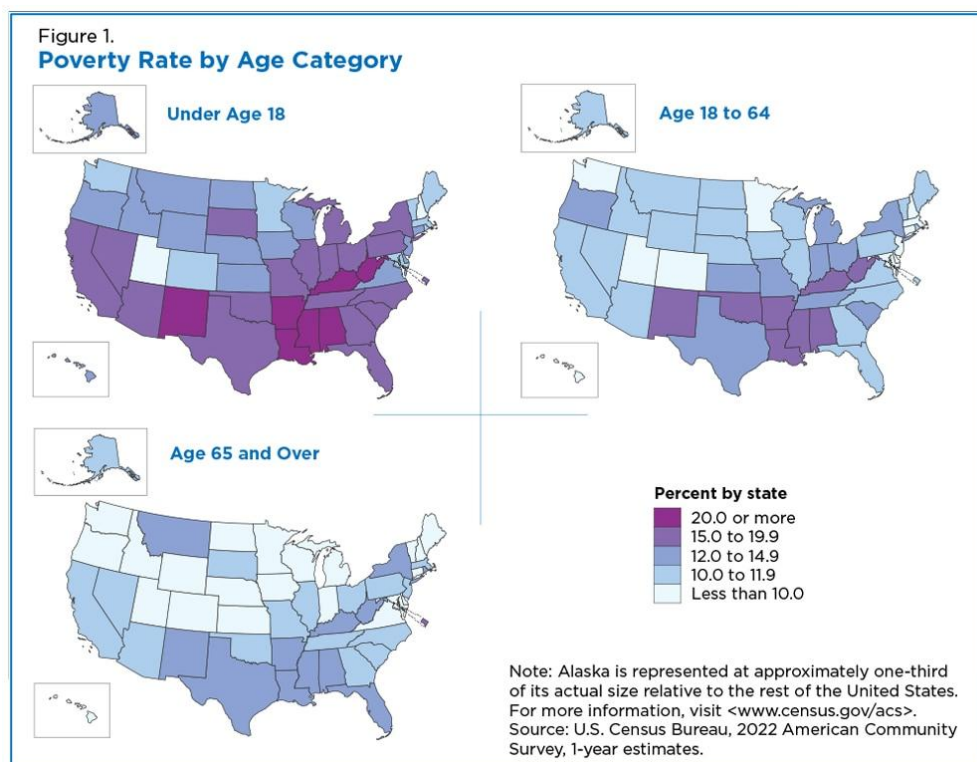 Figure 1.
Poverty Rate by Age Category
Under Age 18
Age 18 to 64
Age 65 and Over
Percent by state
20.0 or more
15.0 to 19.9
12.0 to 14.9
10.0 to 11.9
Less than 10.0
Note: Alaska is represented at approximately one-third
of its actual size relative to the rest of the United States.
For more information, visit <www.census.gov/acs>.
Source: U.S. Census Bureau, 2022 American Community
Survey, 1-year estimates.